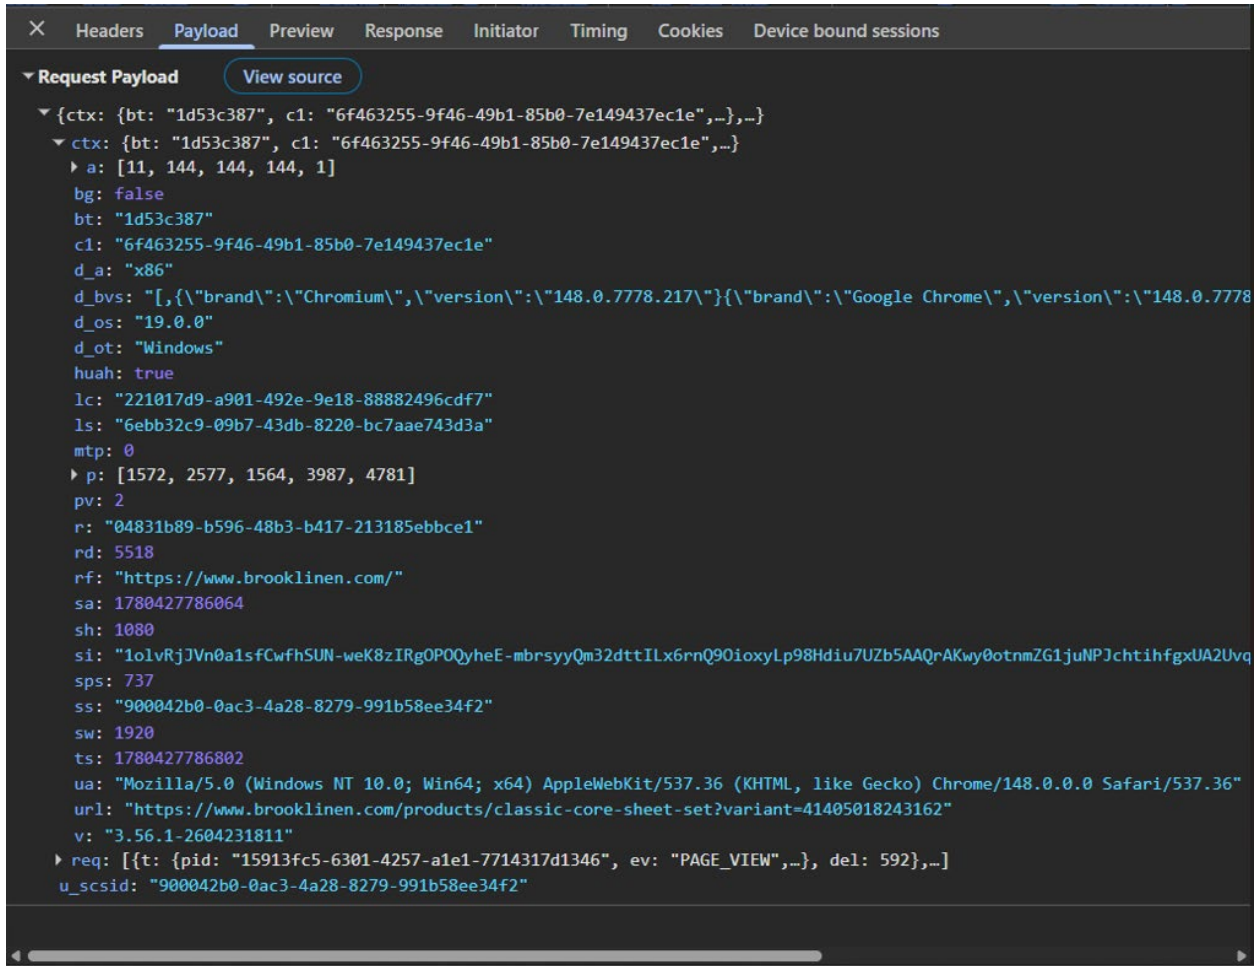 Headers Payload Preview Response Initiator Timing Cookies Device bound sessions
Request Payload View source
{ctx: {bt: "1d53c387", c1: "6f463255-9f46-49b1-85b0-7e149437ec1e",…},…}
ctx: {bt: "1d53c387", c1: "6f463255-9f46-49b1-85b0-7e149437ec1e",…}
a: [11, 144, 144, 144, 1]
bg: false
bt: "1d53c387"
c1: "6f463255-9f46-49b1-85b0-7e149437ec1e"
d_a: "x86"
d_bvs: "[,{\"brand\":\"Chromium\",\"version\":\"148.0.7778.217\"}{\"brand\":\"Google Chrome\",\"version\":\"148.0.7778
d_os: "19.0.0"
d_ot: "Windows"
huah: true
lc: "221017d9-a901-492e-9e18-88882496cdf7"
ls: "6ebb32c9-09b7-43db-8220-bc7aae743d3a"
mtp: 0
p: [1572, 2577, 1564, 3987, 4781]
pv: 2
r: "04831b89-b596-48b3-b417-213185ebbce1"
rd: 5518
rf: "https://www.brooklinen.com/"
sa: 1780427786064
sh: 1080
si: "1olvRjJVn0a1sfCwfhSUN-weK8zIRgOPOQyheE-mbrsyyQm32dttILx6rnQ9OioxyLp98Hdiu7UZb5AAQrAKwy0otnmZG1juNPJchtihfgxUA2Uvq
sps: 737
ss: "900042b0-0ac3-4a28-8279-991b58ee34f2"
sw: 1920
ts: 1780427786802
ua: "Mozilla/5.0 (Windows NT 10.0; Win64; x64) AppleWebKit/537.36 (KHTML, like Gecko) Chrome/148.0.0.0 Safari/537.36"
url: "https://www.brooklinen.com/products/classic-core-sheet-set?variant=41405018243162"
v: "3.56.1-2604231811"
req: [{t: {pid: "15913fc5-6301-4257-a1e1-7714317d1346", ev: "PAGE_VIEW",…}, del: 592},…]
u_scsid: "900042b0-0ac3-4a28-8279-991b58ee34f2"